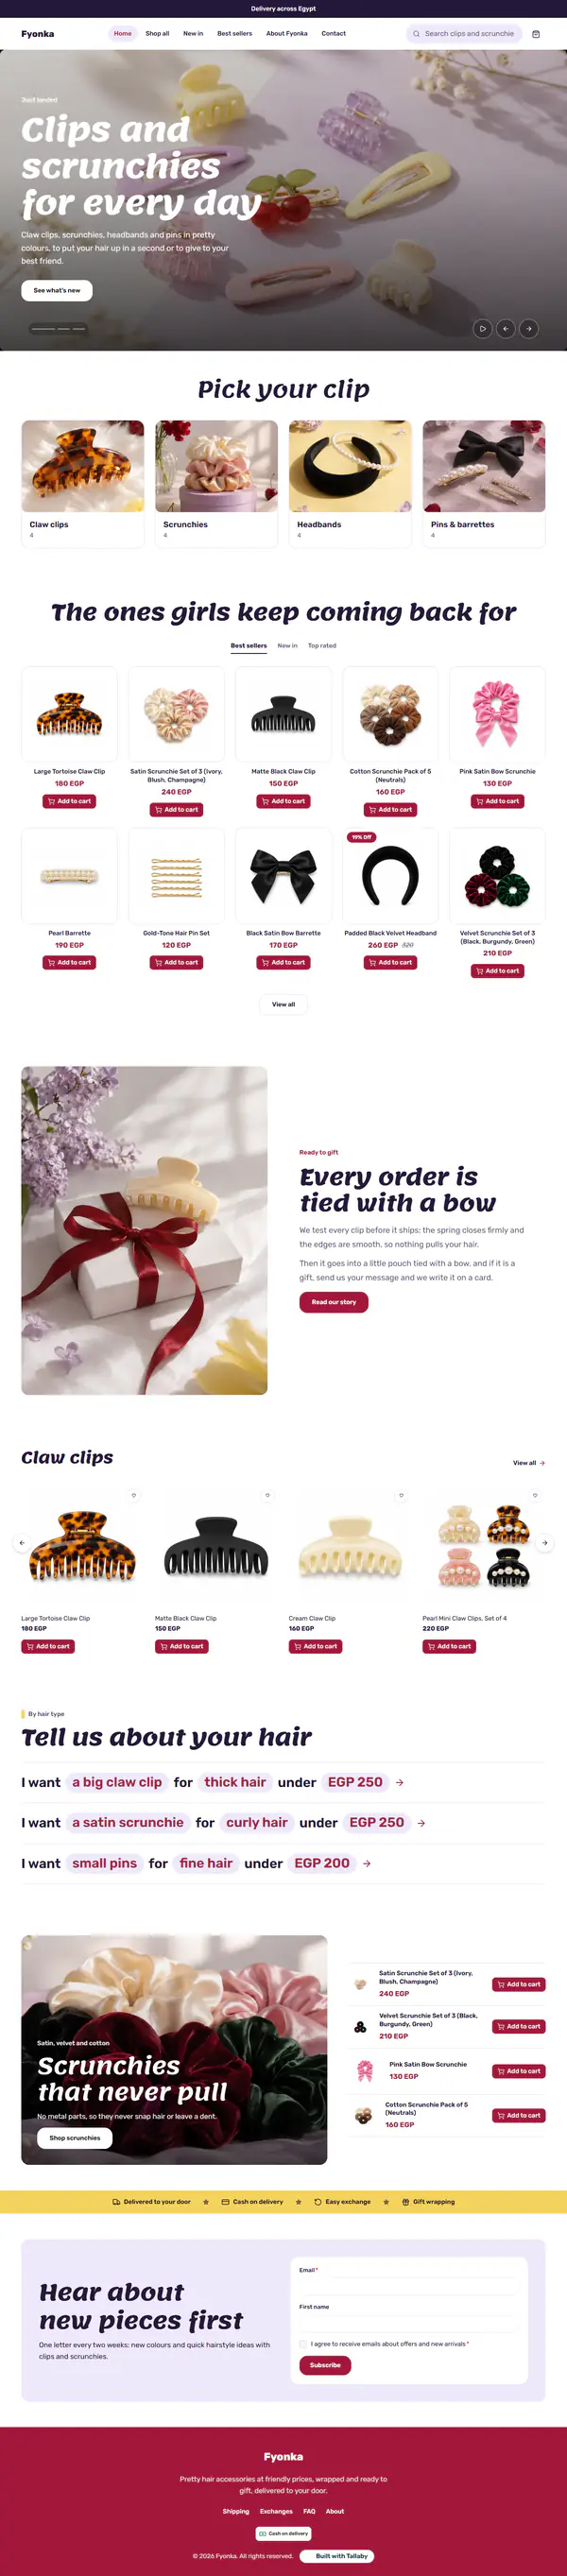 Delivery across Egypt
Fyonka
Home
Shop all
New in
Best sellers
About Fyonka
Contact
Search clips and scrunchie
Just landed
Clips and
scrunchies
for every day
Claw clips, scrunchies, headbands and pins in pretty
colours, to put your hair up in a second or to give to your
best friend.
See what's new
Pick your clip
Claw clips
4
Scrunchies
4
Headbands
4
Pins & barrettes
4
The ones girls keep coming back for
Best sellers
New in
Top rated
Large Tortoise Claw Clip
180 EGP
Add to cart
Satin Scrunchie Set of 3 (Ivory,
Blush, Champagne)
240 EGP
Add to cart
Matte Black Claw Clip
150 EGP
Add to cart
Cotton Scrunchie Pack of 5
(Neutrals)
160 EGP
Add to cart
Pink Satin Bow Scrunchie
130 EGP
Add to cart
Pearl Barrette
190 EGP
Add to cart
Gold-Tone Hair Pin Set
120 EGP
Add to cart
Black Satin Bow Barrette
170 EGP
Add to cart
19% Off
Padded Black Velvet Headband
260 EGP 320
Add to cart
Velvet Scrunchie Set of 3
(Black, Burgundy, Green)
210 EGP
Add to cart
View all
Ready to gift
Every order is
tied with a bow
We test every clip before it ships: the spring closes firmly and
the edges are smooth, so nothing pulls your hair.
Then it goes into a little pouch tied with a bow, and if it is a
gift, send us your message and we write it on a card.
Read our story
Claw clips
View all
Large Tortoise Claw Clip
180 EGP
Add to cart
Matte Black Claw Clip
150 EGP
Add to cart
Cream Claw Clip
160 EGP
Add to cart
Pearl Mini Claw Clips, Set of 4
220 EGP
Add to cart
By hair type
Tell us about your hair
I want a big claw clip for thick hair under EGP 250
I want a satin scrunchie for curly hair under EGP 250
I want small pins for fine hair under EGP 200
Satin, velvet and cotton
Scrunchies
that never pull
No metal parts, so they never snap hair or leave a dent.
Shop scrunchies
Satin Scrunchie Set of 3 (Ivory,
Blush, Champagne)
240 EGP
Add to cart
Velvet Scrunchie Set of 3 (Black,
Burgundy, Green)
210 EGP
Add to cart
Pink Satin Bow Scrunchie
130 EGP
Add to cart
Cotton Scrunchie Pack of 5
(Neutrals)
160 EGP
Add to cart
Delivered to your door
Cash on delivery
Easy exchange
Gift wrapping
Hear about
new pieces first
One letter every two weeks: new colours and quick hairstyle ideas with
clips and scrunchies.
Email *
First name
I agree to receive emails about offers and new arrivals *
Subscribe
Fyonka
Pretty hair accessories at friendly prices, wrapped and ready to
gift, delivered to your door.
Shipping
Exchanges
FAQ
About
Cash on delivery
© 2026 Fyonka. All rights reserved.
Built with Tallaby